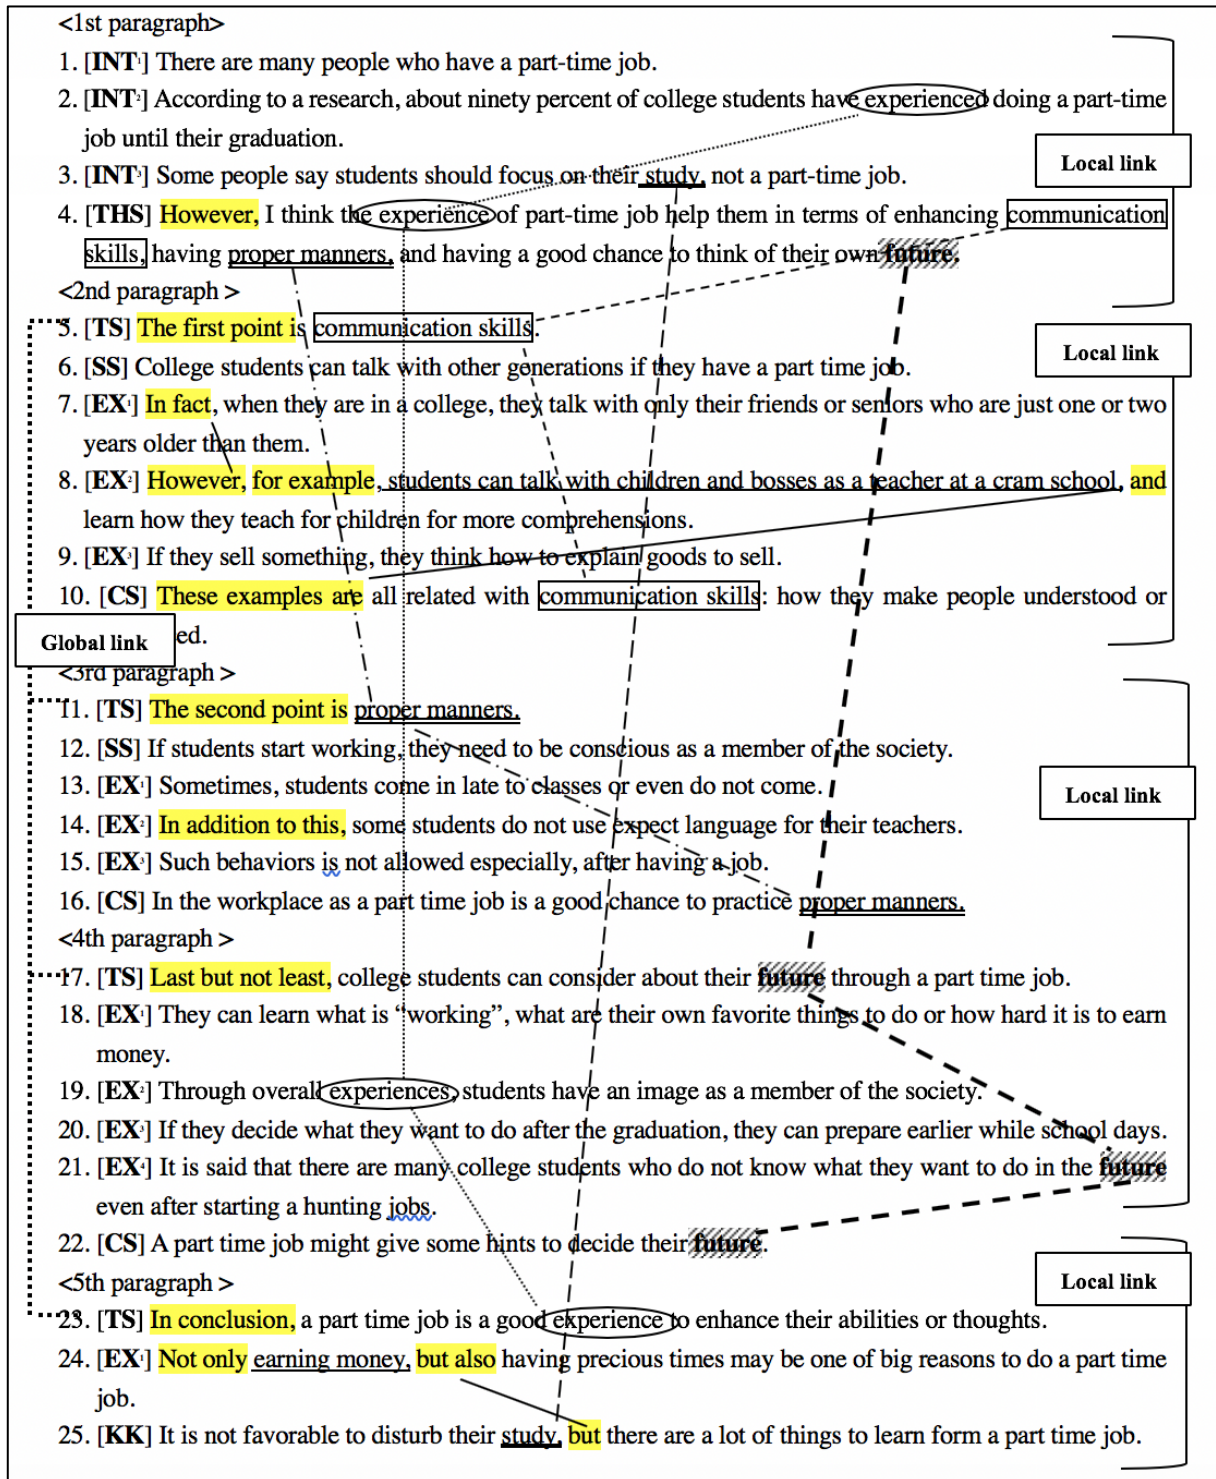 <1st paragraph>
1. [INT¹] There are many people who have a part-time job.
2. [INT²] According to a research, about ninety percent of college students have experienced doing a part-time
job until their graduation.
Local link
3. [INT³] Some people say students should focus on their study, not a part-time job.
4. [THS] However, I think the experience of part-time job help them in terms of enhancing communication
skills, having proper manners, and having a good chance to think of their own future.
<2nd paragraph >
5. [TS] The first point is communication skills.
Local link
6. [SS] College students can talk with other generations if they have a part time job.
7. [EX¹] In fact, when they are in a college, they talk with only their friends or seniors who are just one or two
years older than them.
8. [EX²] However, for example, students can talk with children and bosses as a teacher at a cram school, and
learn how they teach for children for more comprehensions.
9. [EX³] If they sell something, they think how to explain goods to sell.
10. [CS] These examples are all related with communication skills: how they make people understood or
Global link
ed.
<3rd paragraph >
11. [TS] The second point is proper manners.
12. [SS] If students start working, they need to be conscious as a member of the society.
13. [EX¹] Sometimes, students come in late to classes or even do not come.
Local link
14. [EX²] In addition to this, some students do not use expect language for their teachers.
15. [EX³] Such behaviors is not allowed especially, after having a job.
16. [CS] In the workplace as a part time job is a good chance to practice proper manners.
<4th paragraph >
17. [TS] Last but not least, college students can consider about their future through a part time job.
18. [EX¹] They can learn what is “working”, what are their own favorite things to do or how hard it is to earn
money.
19. [EX²] Through overall experiences, students have an image as a member of the society.
20. [EX³] If they decide what they want to do after the graduation, they can prepare earlier while school days.
21. [EX⁴] It is said that there are many college students who do not know what they want to do in the future
even after starting a hunting jobs.
22. [CS] A part time job might give some hints to decide their future.
<5th paragraph >
Local link
23. [TS] In conclusion, a part time job is a good experience to enhance their abilities or thoughts.
24. [EX¹] Not only earning money, but also having precious times may be one of big reasons to do a part time
job.
25. [KK] It is not favorable to disturb their study, but there are a lot of things to learn form a part time job.